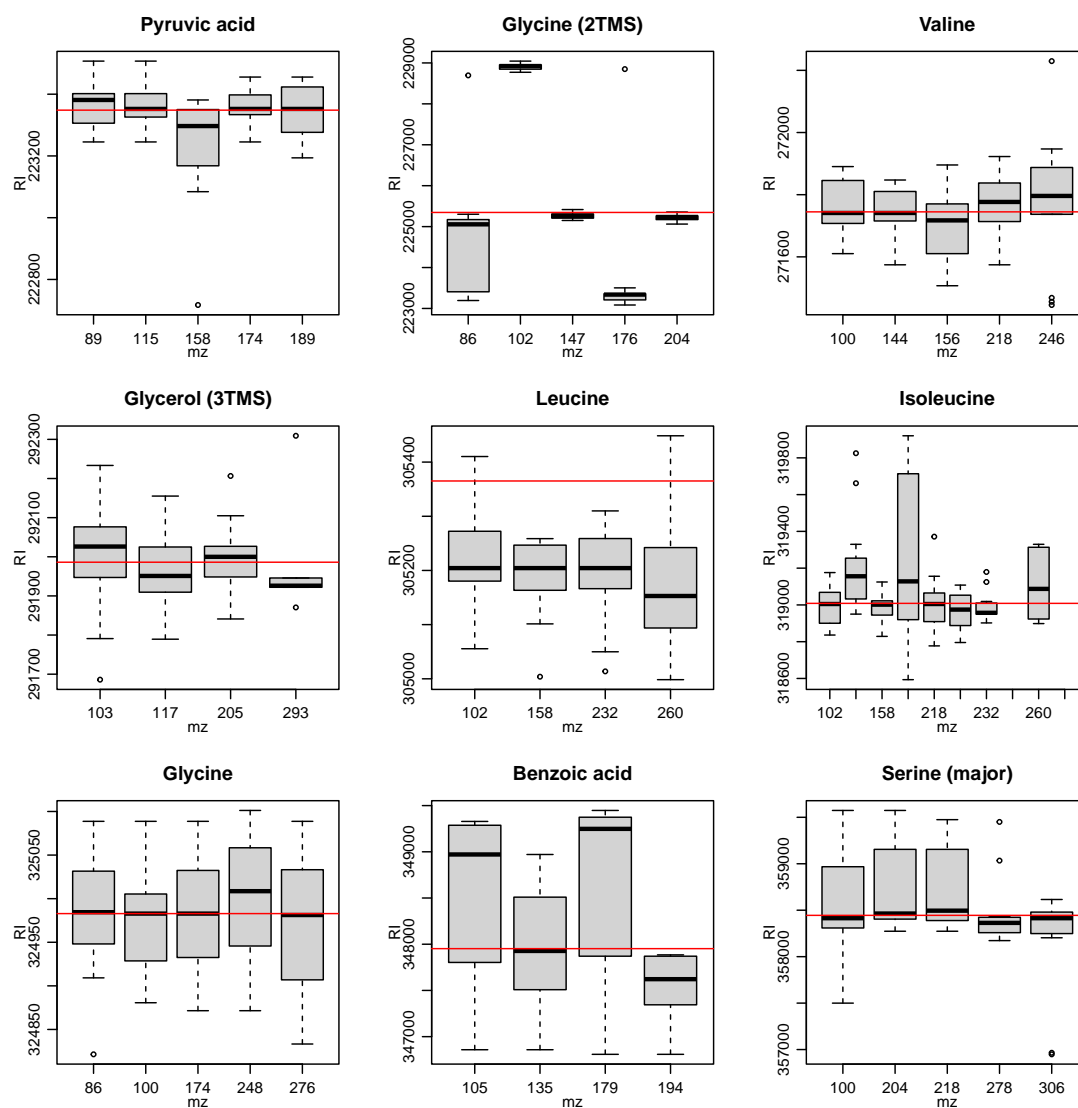 Pyruvic acid
RI
223200
222800
89 115 158 174 189
mz
Glycine (2TMS)
RI
229000
227000
225000
223000
86 102 147 176 204
mz
Valine
RI
272000
271600
100 144 156 218 246
mz
Glycerol (3TMS)
RI
292300
292100
291900
291700
103 117 205 293
mz
Leucine
RI
305400
305200
305000
102 158 232 260
mz
Isoleucine
RI
319800
319400
319000
318600
102 158 218 232 260
mz
Glycine
RI
325050
324950
324850
86 100 174 248 276
mz
Benzoic acid
RI
349000
348000
347000
105 135 179 194
mz
Serine (major)
RI
359000
358000
357000
100 204 218 278 306
mz